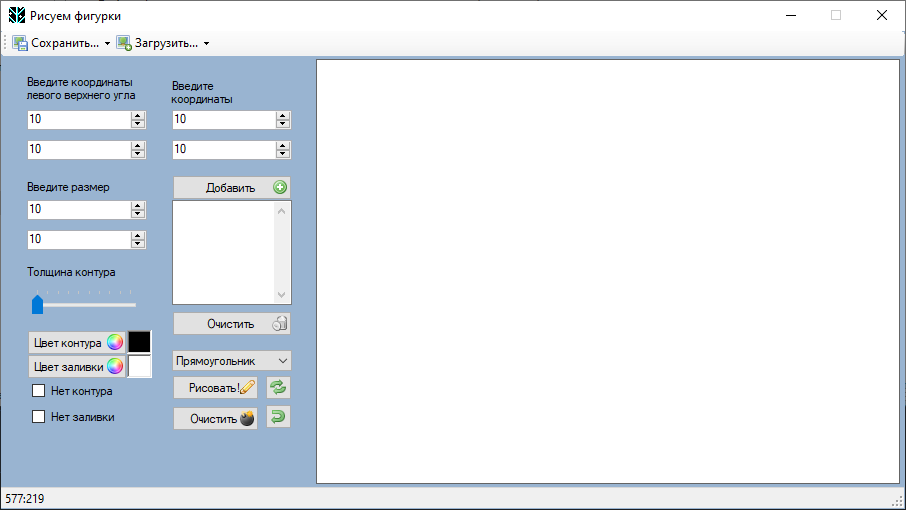 Рисуем фигурки
Сохранить...
Загрузить...
Введите координаты
левого верхнего угла
10
10
Введите размер
10
10
Толщина контура
Цвет контура
Цвет заливки
Нет контура
Нет заливки
Введите
координаты
10
10
Добавить
Очистить
Прямоугольник
Рисовать!
Очистить
577:219